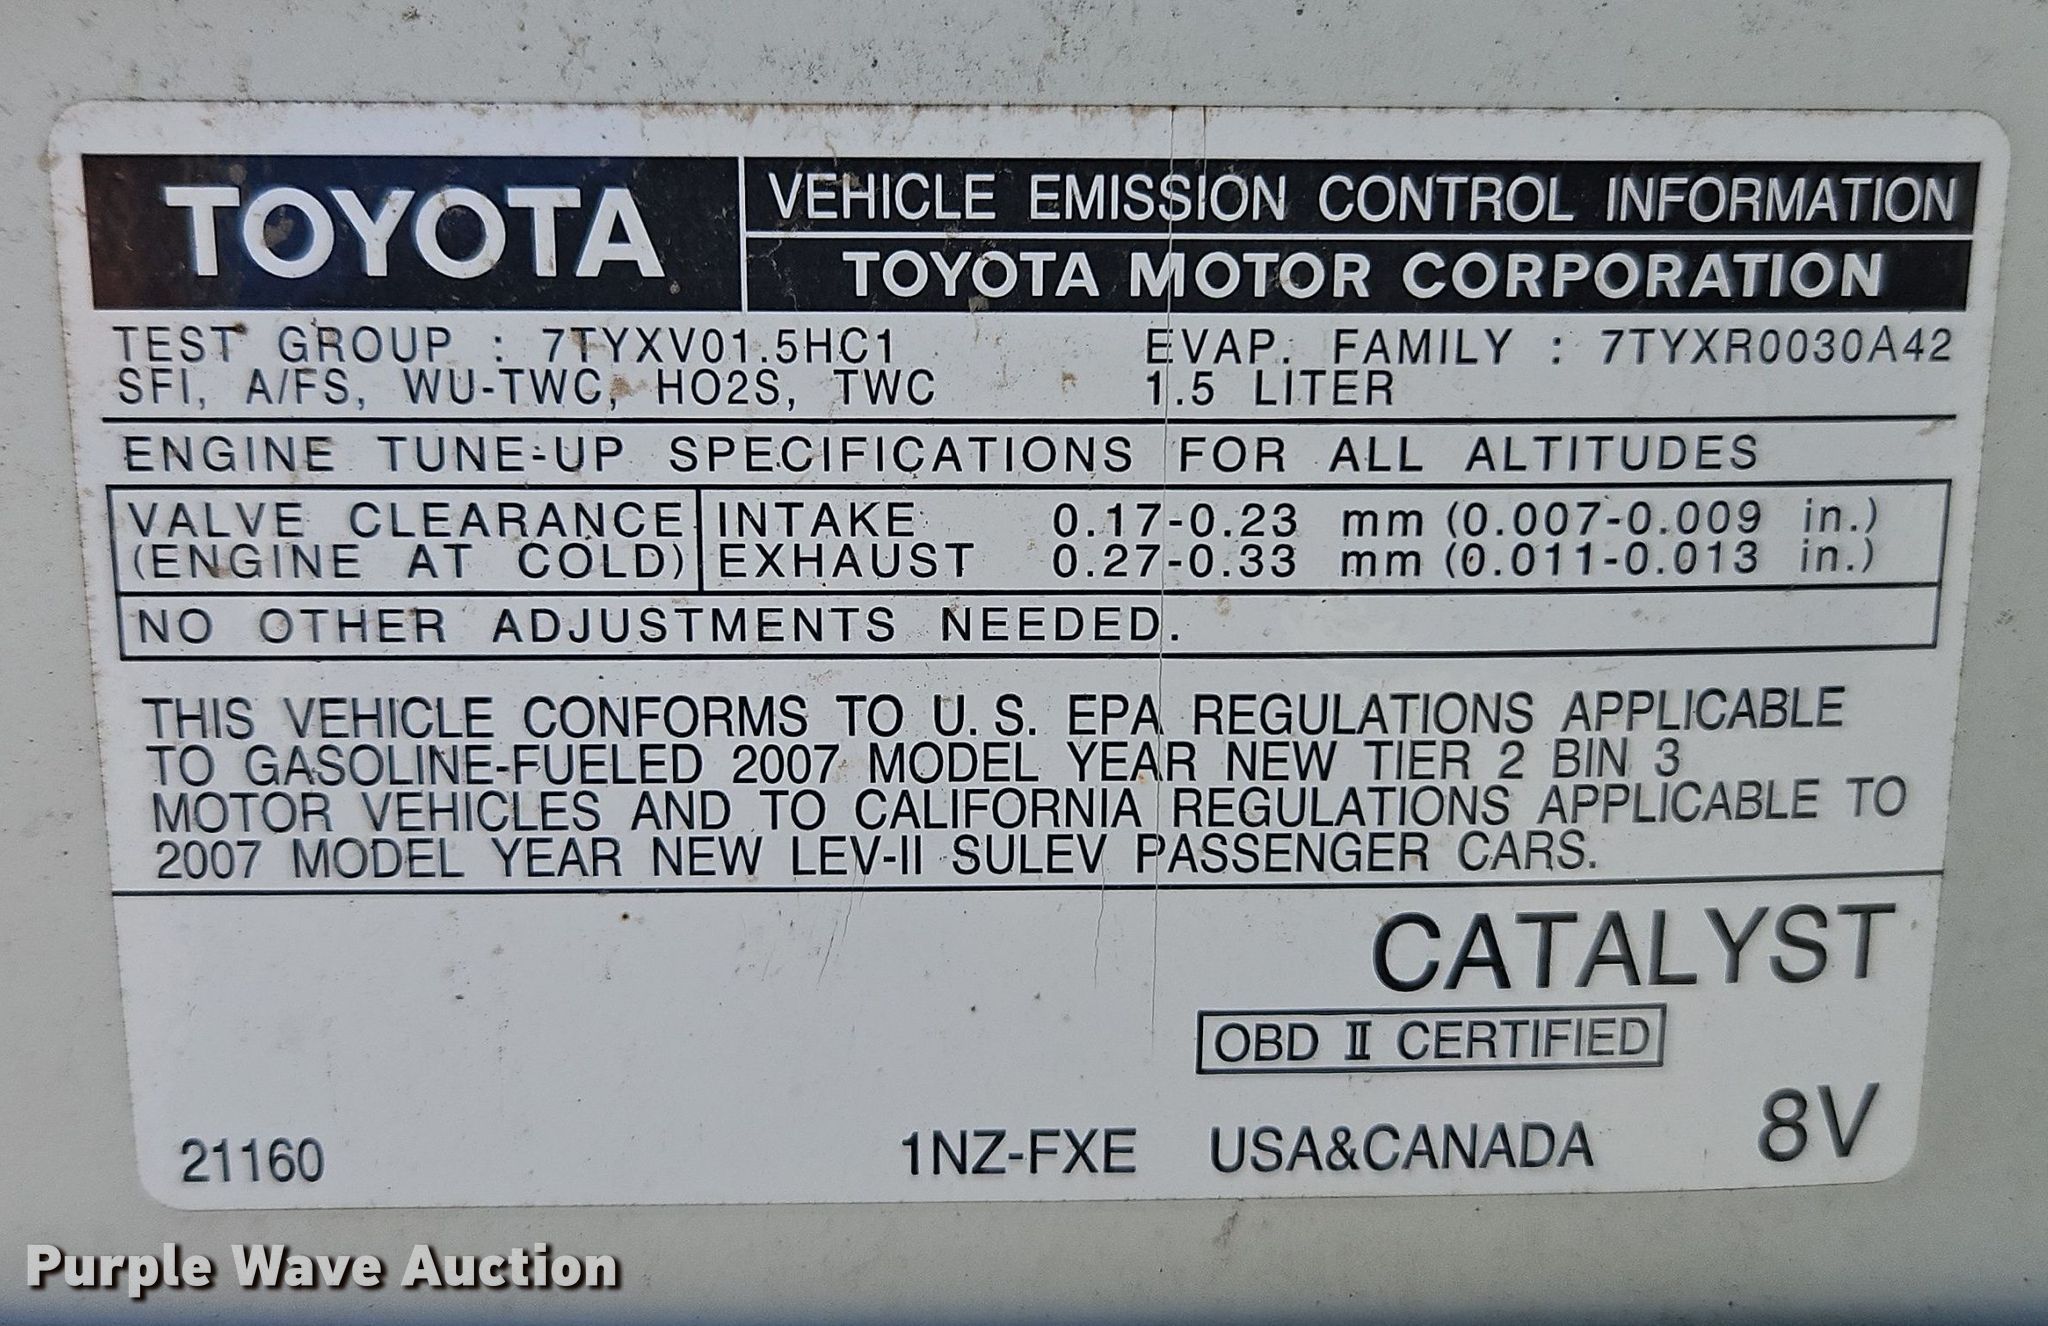 TOYOTA
VEHICLE EMISSION CONTROL INFORMATION
TOYOTA MOTOR CORPORATION
TEST GROUP : 7TYXV01.5HC1 EVAP. FAMILY : 7TYXR0030A42
SFI, A/FS, WU-TWC, HO2S, TWC 1.5 LITER
ENGINE TUNE-UP SPECIFICATIONS FOR ALL ALTITUDES
VALVE CLEARANCE INTAKE 0.17-0.23 mm (0.007-0.009 in.)
(ENGINE AT COLD) EXHAUST 0.27-0.33 mm (0.011-0.013 in.)
NO OTHER ADJUSTMENTS NEEDED.
THIS VEHICLE CONFORMS TO U.S. EPA REGULATIONS APPLICABLE
TO GASOLINE-FUELED 2007 MODEL YEAR NEW TIER 2 BIN 3
MOTOR VEHICLES AND TO CALIFORNIA REGULATIONS APPLICABLE TO
2007 MODEL YEAR NEW LEV-II SULEV PASSENGER CARS.
CATALYST
OBD II CERTIFIED
21160 1NZ-FXE USA&CANADA 8V
Purple Wave Auction